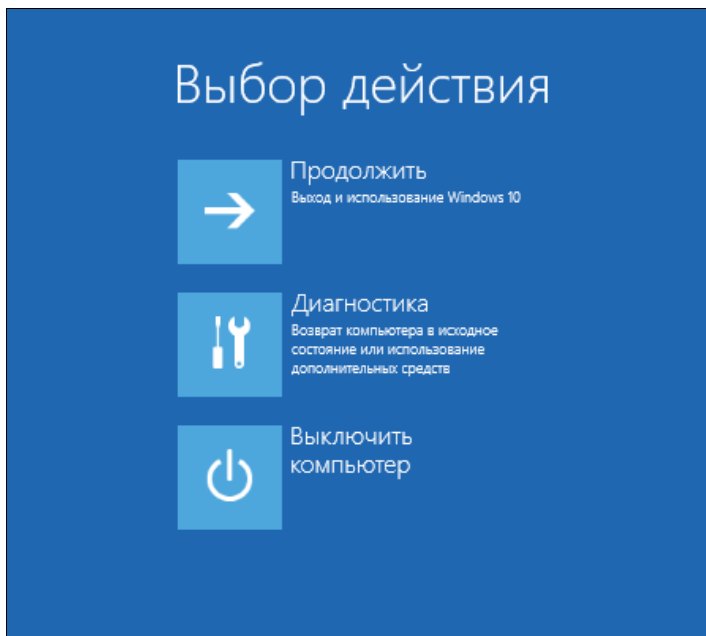 Выбор действия
Продолжить
Выход и использование Windows 10
Диагностика
Возврат компьютера в исходное
состояние или использование
дополнительных средств
Выключить
компьютер